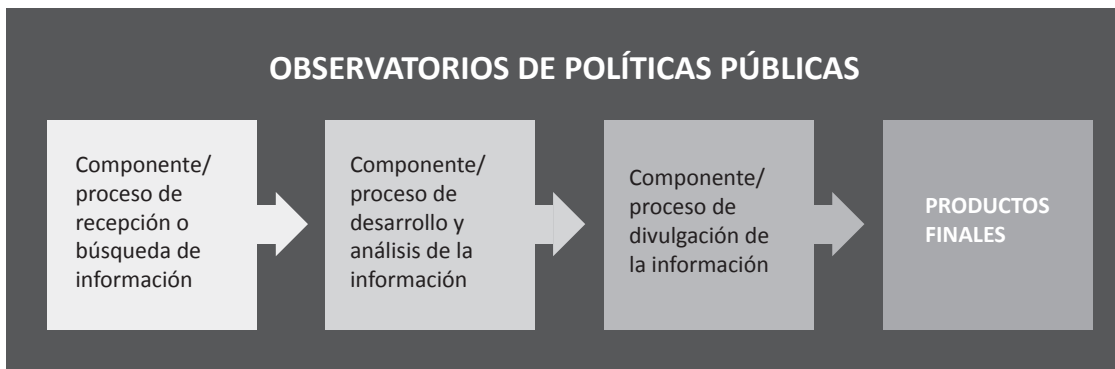 OBSERVATORIOS DE POLÍTICAS PÚBLICAS
Componente/
proceso de
recepción o
búsqueda de
información
Componente/
proceso de
desarrollo y
análisis de la
información
Componente/
proceso de
divulgación de
la información
PRODUCTOS
FINALES